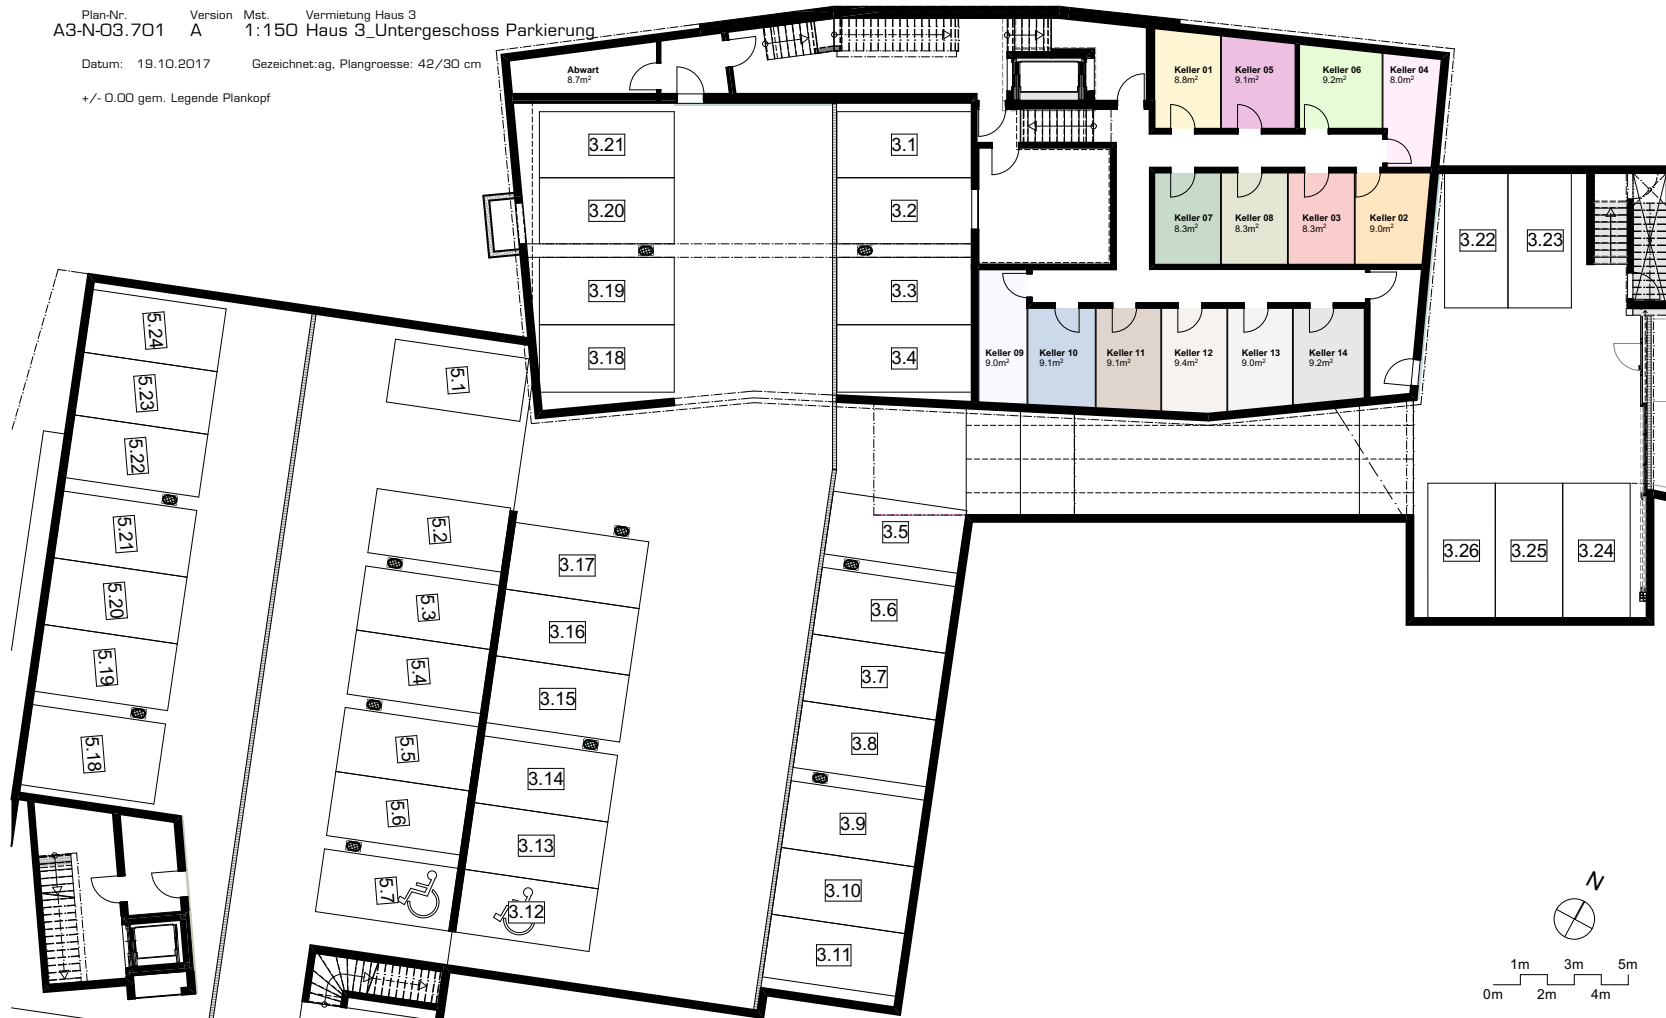 Plan-Nr. Version Mst. Vermietung Haus 3
A3-N-03.701 A 1:150 Haus 3_Untergeschoss Parkierung
Datum: 19.10.2017 Gezeichnet:ag, Plangroesse: 42/30 cm
+/- 0.00 gem. Legende Plankopf
Abwart
8.7m²
Keller 01
8.8m²
Keller 05
9.1m²
Keller 06
9.2m²
Keller 04
8.0m²
Keller 07
8.3m²
Keller 08
8.3m²
Keller 03
8.3m²
Keller 02
9.0m²
Keller 09
9.0m²
Keller 10
9.1m²
Keller 11
9.1m²
Keller 12
9.4m²
Keller 13
9.0m²
Keller 14
9.2m²
3.21
3.20
3.19
3.18
3.1
3.2
3.3
3.4
3.22
3.23
3.26
3.25
3.24
5.24
5.23
5.22
5.21
5.20
5.19
5.18
5.1
5.2
5.3
5.4
5.5
5.6
5.7
3.17
3.16
3.15
3.14
3.13
3.12
3.5
3.6
3.7
3.8
3.9
3.10
3.11
N
1m 3m 5m
0m 2m 4m